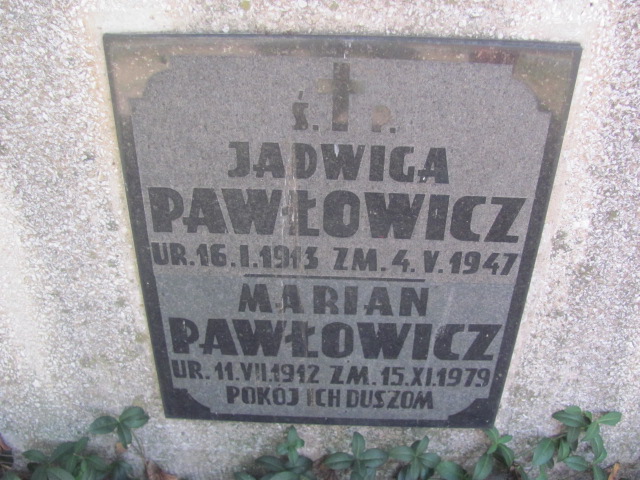 Ś. P.
JADWIGA
PAWŁOWICZ
UR. 16.I.1913 ZM. 4.V.1947
MARIAN
PAWŁOWICZ
UR. 11.VII.1912 ZM. 15.XI.1979
POKÓJ ICH DUSZOM